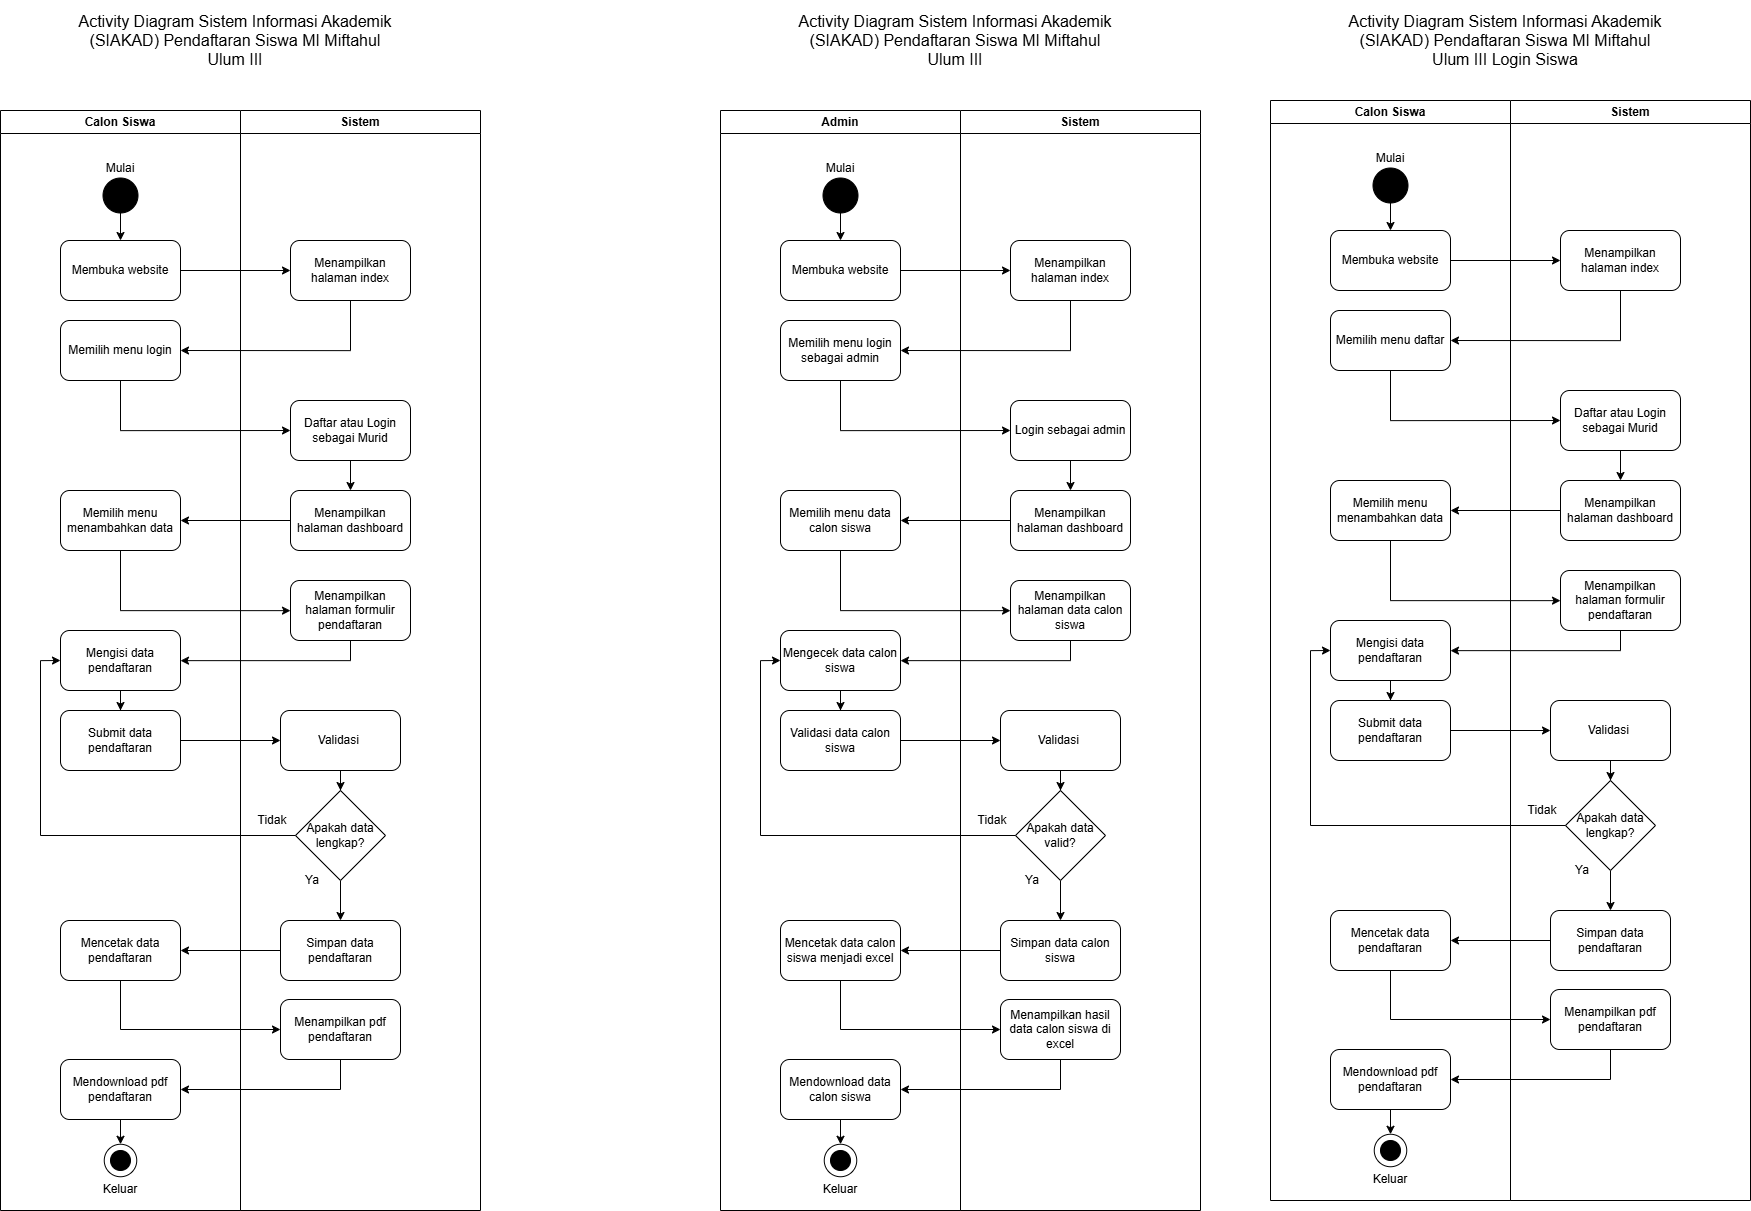 Activity Diagram Sistem Informasi Akademik
(SIAKAD) Pendaftaran Siswa MI Miftahul
Ulum III
Calon Siswa
Sistem
Mulai
Membuka website
Menampilkan
halaman index
Memilih menu login
Daftar atau Login
sebagai Murid
Menampilkan
halaman dashboard
Memilih menu
menambahkan data
Menampilkan
halaman formulir
pendaftaran
Mengisi data
pendaftaran
Submit data
pendaftaran
Validasi
Apakah data
lengkap?
Tidak
Ya
Simpan data
pendaftaran
Mencetak data
pendaftaran
Menampilkan pdf
pendaftaran
Mendownload pdf
pendaftaran
Keluar
Activity Diagram Sistem Informasi Akademik
(SIAKAD) Pendaftaran Siswa MI Miftahul
Ulum III
Admin
Sistem
Mulai
Membuka website
Menampilkan
halaman index
Memilih menu login
sebagai admin
Login sebagai admin
Menampilkan
halaman dashboard
Memilih menu data
calon siswa
Menampilkan
halaman data calon
siswa
Mengecek data calon
siswa
Validasi data calon
siswa
Validasi
Apakah data
valid?
Tidak
Ya
Simpan data calon
siswa
Mencetak data calon
siswa menjadi excel
Menampilkan hasil
data calon siswa di
excel
Mendownload data
calon siswa
Keluar
Activity Diagram Sistem Informasi Akademik
(SIAKAD) Pendaftaran Siswa MI Miftahul
Ulum III Login Siswa
Calon Siswa
Sistem
Mulai
Membuka website
Menampilkan
halaman index
Memilih menu daftar
Daftar atau Login
sebagai Murid
Menampilkan
halaman dashboard
Memilih menu
menambahkan data
Menampilkan
halaman formulir
pendaftaran
Mengisi data
pendaftaran
Submit data
pendaftaran
Validasi
Apakah data
lengkap?
Tidak
Ya
Simpan data
pendaftaran
Mencetak data
pendaftaran
Menampilkan pdf
pendaftaran
Mendownload pdf
pendaftaran
Keluar